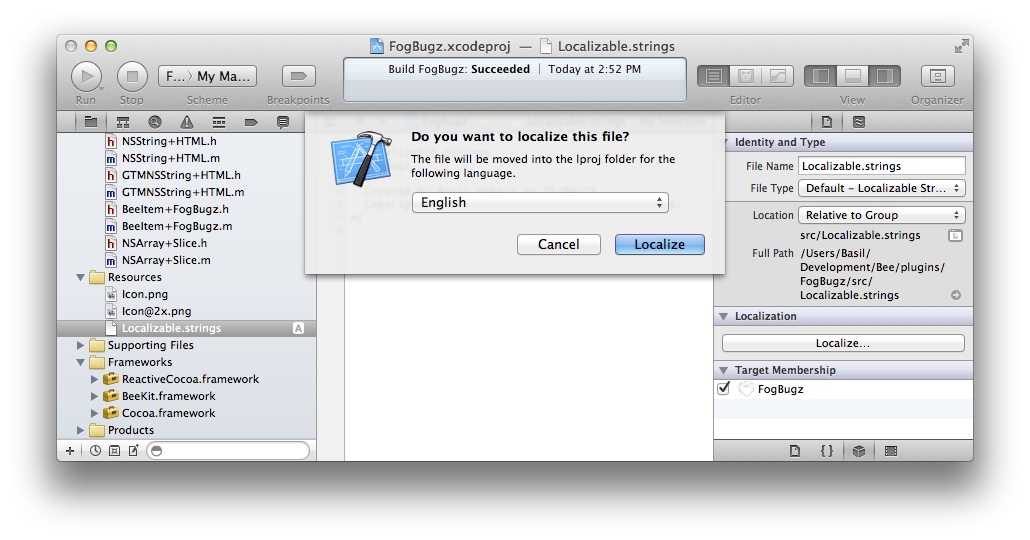 FogBugz.xcodeproj — Localizable.strings
F... 〉 My Ma...
Build FogBugz: Succeeded | Today at 2:52 PM
Run Stop Scheme Breakpoints Editor View Organizer
NSString+HTML.h
NSString+HTML.m
GTMNSString+HTML.h
GTMNSString+HTML.m
BeeItem+FogBugz.h
BeeItem+FogBugz.m
NSArray+Slice.h
NSArray+Slice.m
Resources
Icon.png
Icon@2x.png
Localizable.strings A
Supporting Files
Frameworks
ReactiveCocoa.framework
BeeKit.framework
Cocoa.framework
Products
Do you want to localize this file?
The file will be moved into the lproj folder for the
following language.
English
Cancel Localize
Identity and Type
File Name Localizable.strings
File Type Default – Localizable Str...
Location Relative to Group
src/Localizable.strings
Full Path /Users/Basil/
Development/Bee/plugins/
FogBugz/src/
Localizable.strings
Localization
Localize...
Target Membership
FogBugz